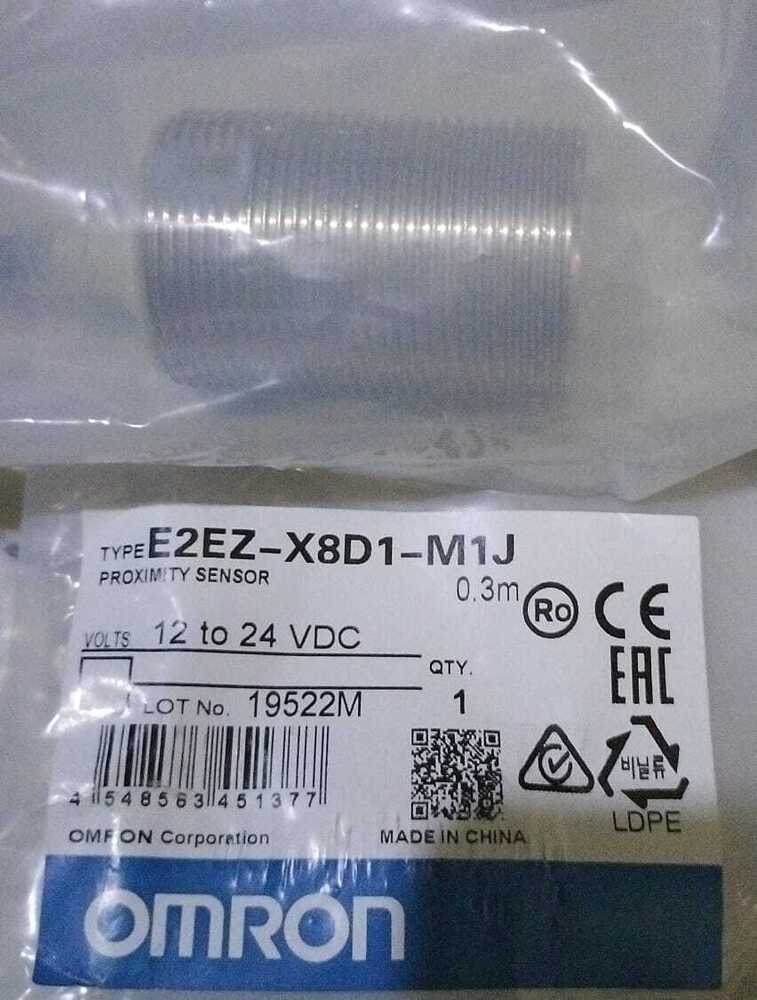 TYPE E2EZ-X8D1-M1J
PROXIMITY SENSOR
0.3m
Ro
CE
EAC
VOLTS 12 to 24 VDC
QTY.
1
LOT No. 19522M
4 548563 451377
비닐류
LDPE
OMRON Corporation
MADE IN CHINA
OMRON